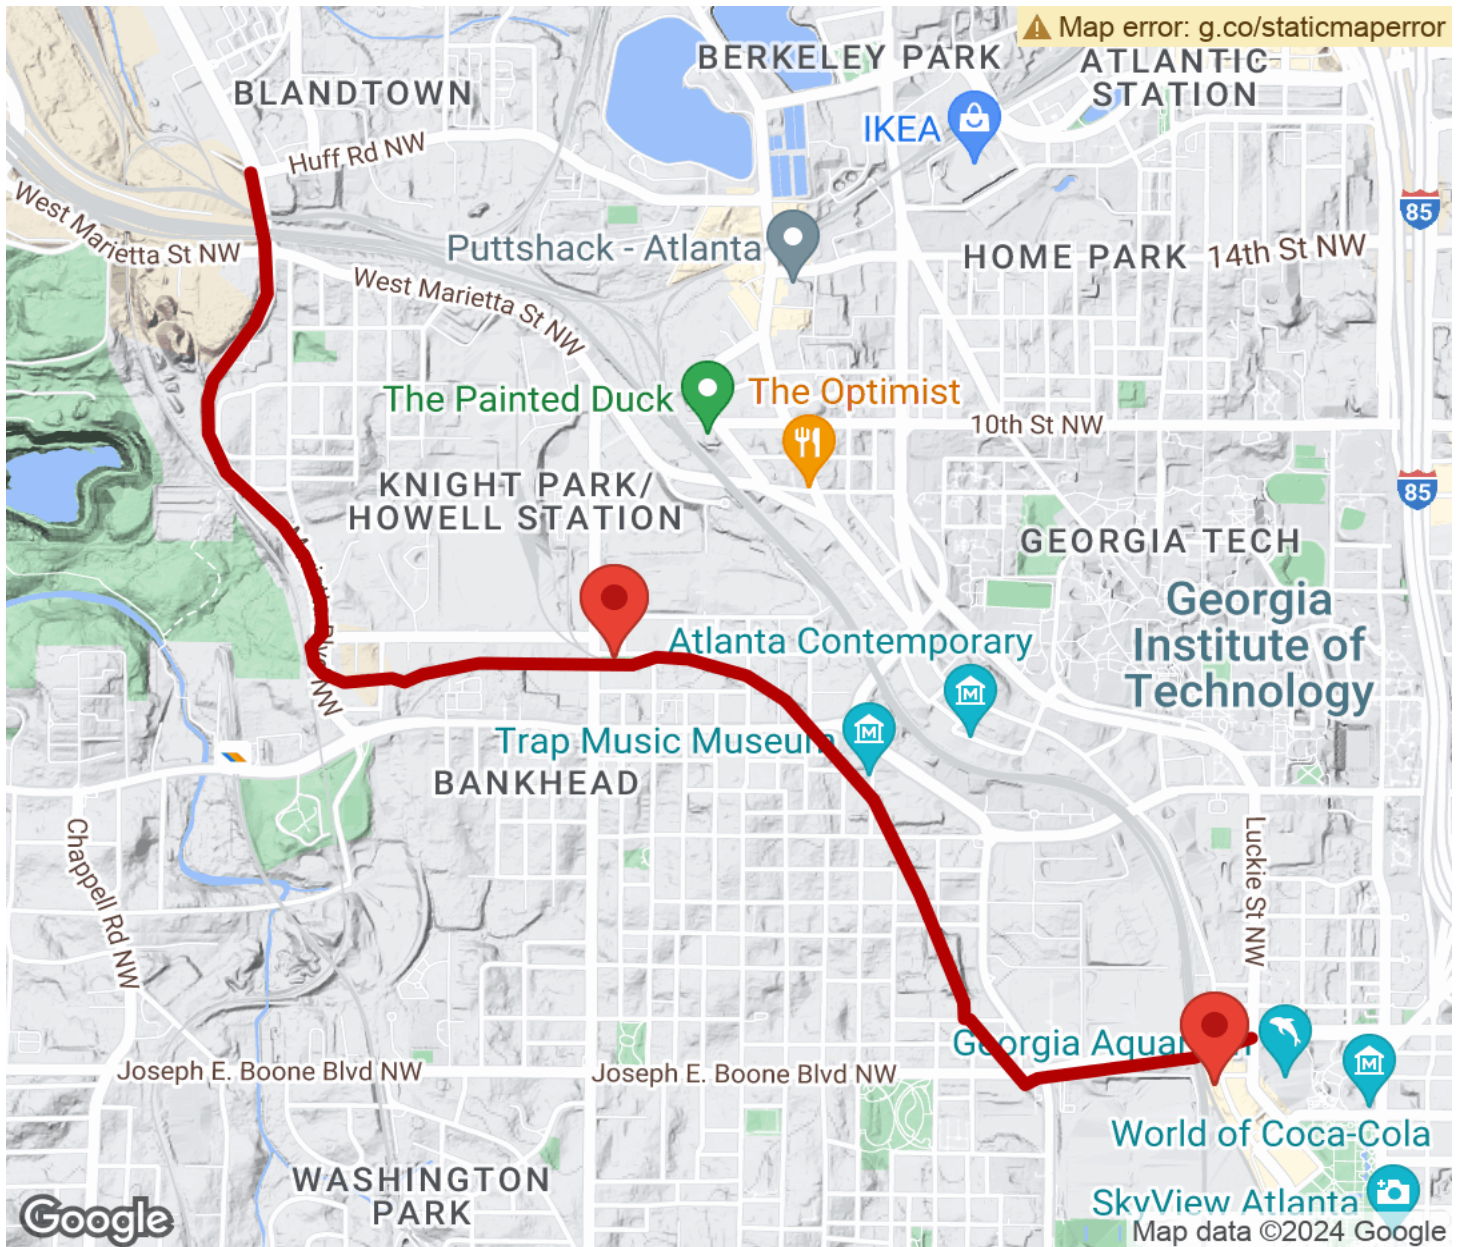 Map error: g.co/staticmaperror
BERKELEY PARK
ATLANTIC
STATION
BLANDTOWN
IKEA
Huff Rd NW
85
West Marietta St NW
Puttshack - Atlanta
HOME PARK
14th St NW
West Marietta St NW
The Painted Duck
The Optimist
10th St NW
KNIGHT PARK/
HOWELL STATION
85
GEORGIA TECH
Georgia
Institute of
Technology
Atlanta Contemporary
Trap Music Museum
BANKHEAD
Chappell Rd NW
Luckie St NW
Joseph E. Boone Blvd NW
Joseph E. Boone Blvd NW
World of Coca-Cola
WASHINGTON
PARK
SkyView Atlanta
Google
Map data ©2024 Google